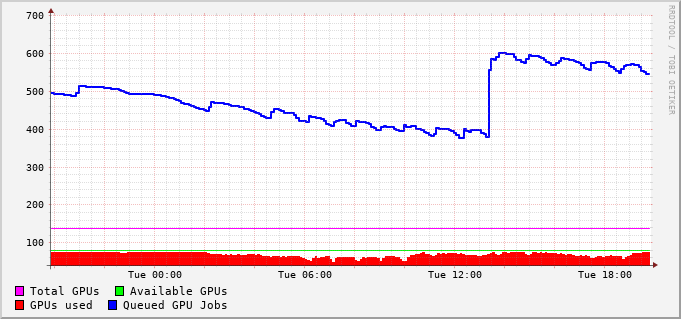 700
600
500
400
300
200
100
Tue 00:00 Tue 06:00 Tue 12:00 Tue 18:00
Total GPUs Available GPUs
GPUs used Queued GPU Jobs
RRDTOOL / TOBI OETIKER